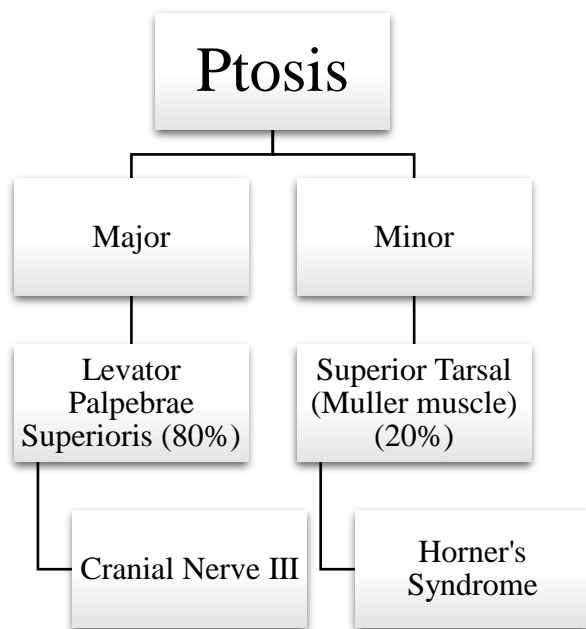 Ptosis
Major
Minor
Levator
Palpebrae
Superioris (80%)
Superior Tarsal
(Muller muscle)
(20%)
Cranial Nerve III
Horner's
Syndrome